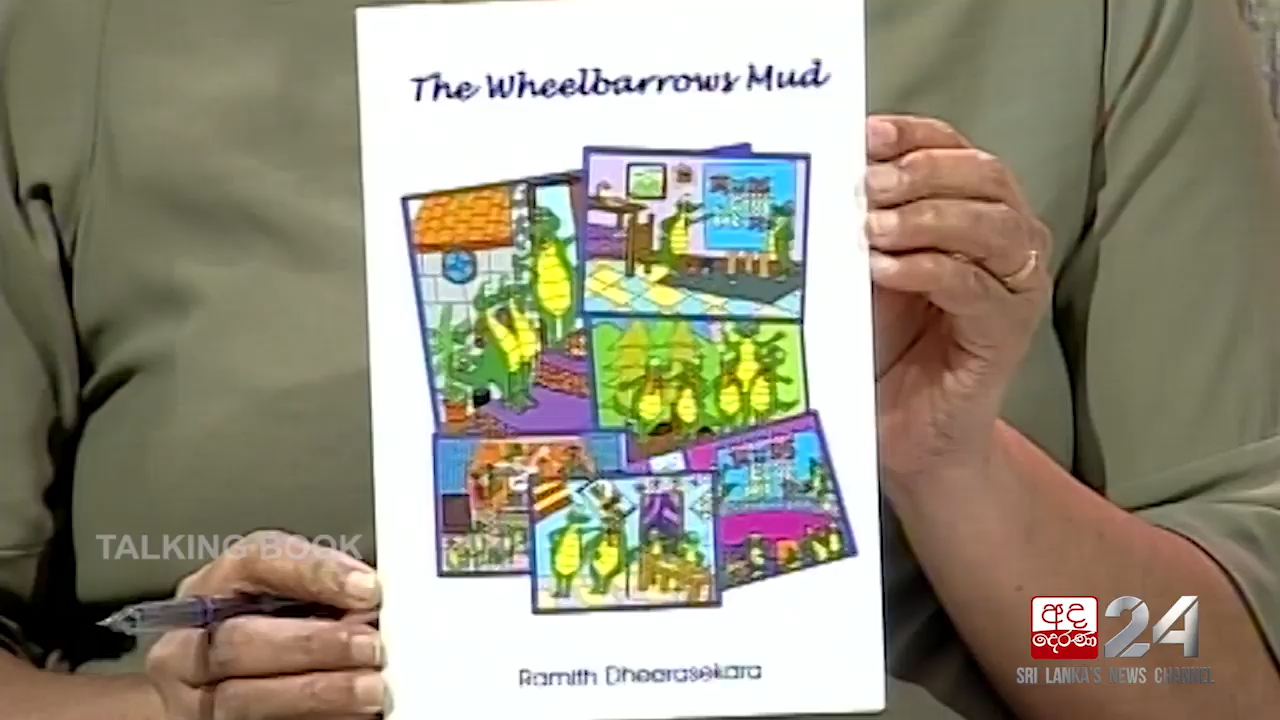 The Wheelbarrows Mud
Ramith Dheerasekara
TALKING BOOK
අද
දෙරණ
24
SRI LANKA'S NEWS CHANNEL